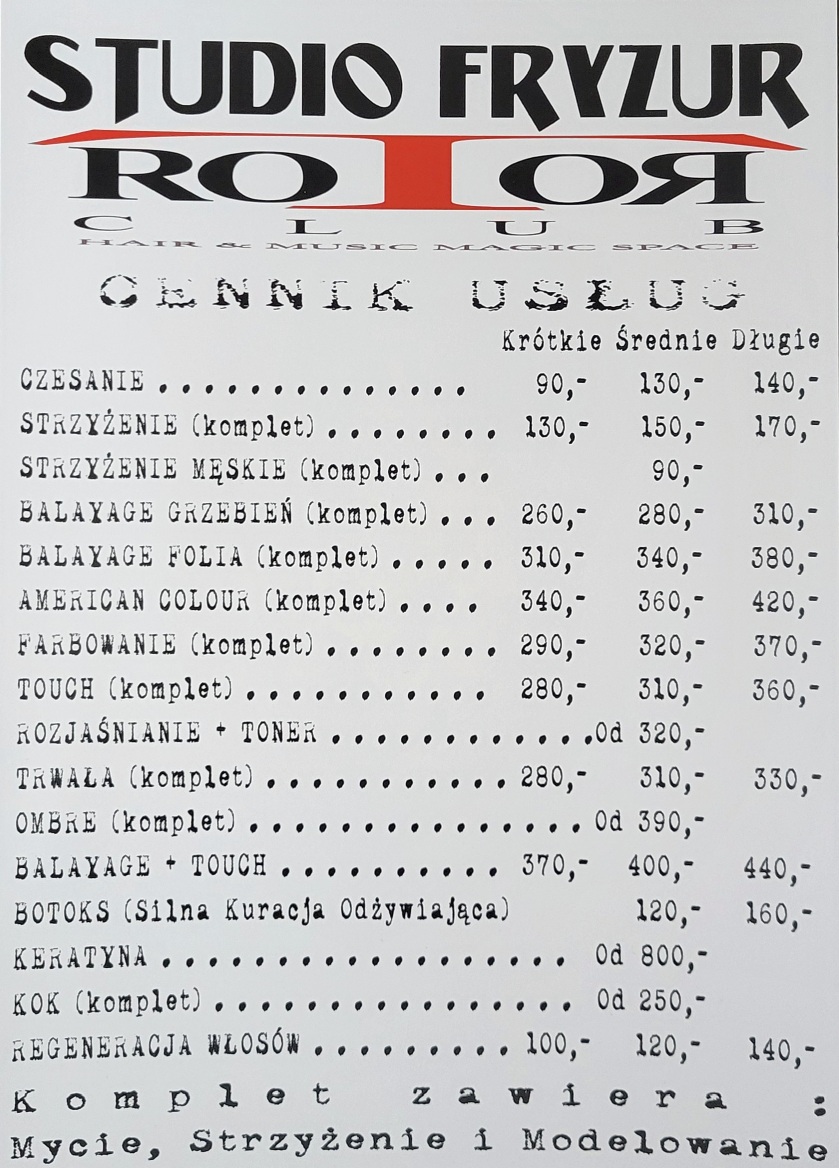 STUDIO FRYZUR
ROTOR
CLUB
HAIR & MUSIC MAGIC SPACE
CENNIK USŁUG
Krótkie Średnie Długie
CZESANIE .............. 90,- 130,- 140,-
STRZYŻENIE (komplet) ........ 130,- 150,- 170,-
STRZYŻENIE MĘSKIE (komplet) ... 90,-
BALAYAGE GRZEBIEŃ (komplet) ... 260,- 280,- 310,-
BALAYAGE FOLIA (komplet) ..... 310,- 340,- 380,-
AMERICAN COLOUR (komplet) .... 340,- 360,- 420,-
FARBOWANIE (komplet) ........ 290,- 320,- 370,-
TOUCH (komplet) ........... 280,- 310,- 360,-
ROZJAŚNIANIE + TONER ............. Od 320,-
TRWAŁA (komplet) ........... 280,- 310,- 330,-
OMBRE (komplet) ............... Od 390,-
BALAYAGE + TOUCH .......... 370,- 400,- 440,-
BOTOKS (Silna Kuracja Odżywiająca) 120,- 160,-
KERATYNA .................. Od 800,-
KOK (komplet) ................ Od 250,-
REGENERACJA WŁOSÓW ......... 100,- 120,- 140,-
Komplet zawiera :
Mycie, Strzyżenie i Modelowanie